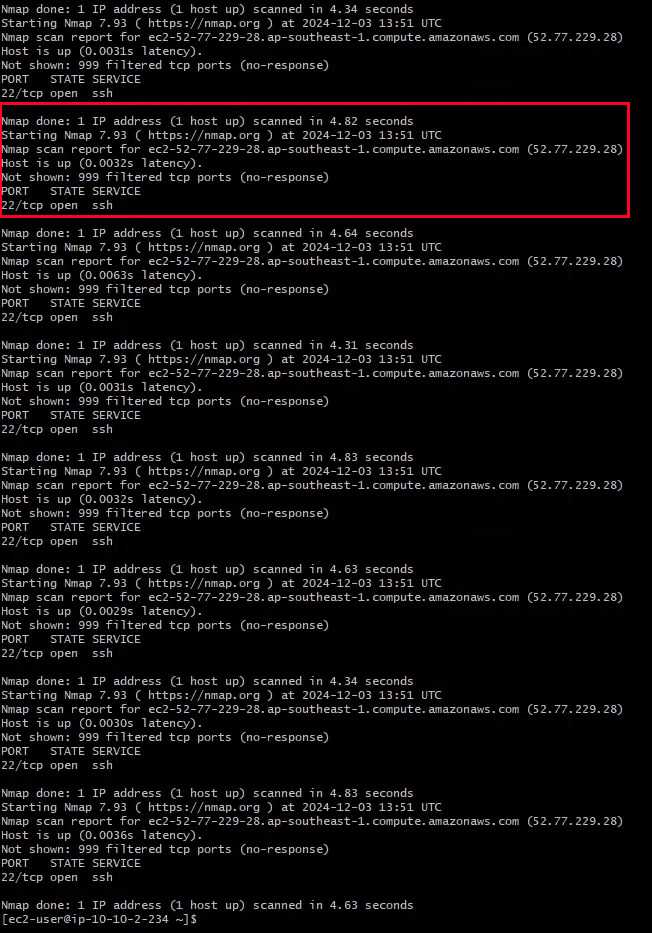 Nmap done: 1 IP address (1 host up) scanned in 4.34 seconds
Starting Nmap 7.93 ( https://nmap.org ) at 2024-12-03 13:51 UTC
Nmap scan report for ec2-52-77-229-28.ap-southeast-1.compute.amazonaws.com (52.77.229.28)
Host is up (0.0031s latency).
Not shown: 999 filtered tcp ports (no-response)
PORT   STATE SERVICE
22/tcp open  ssh

Nmap done: 1 IP address (1 host up) scanned in 4.82 seconds
Starting Nmap 7.93 ( https://nmap.org ) at 2024-12-03 13:51 UTC
Nmap scan report for ec2-52-77-229-28.ap-southeast-1.compute.amazonaws.com (52.77.229.28)
Host is up (0.0032s latency).
Not shown: 999 filtered tcp ports (no-response)
PORT   STATE SERVICE
22/tcp open  ssh

Nmap done: 1 IP address (1 host up) scanned in 4.64 seconds
Starting Nmap 7.93 ( https://nmap.org ) at 2024-12-03 13:51 UTC
Nmap scan report for ec2-52-77-229-28.ap-southeast-1.compute.amazonaws.com (52.77.229.28)
Host is up (0.0063s latency).
Not shown: 999 filtered tcp ports (no-response)
PORT   STATE SERVICE
22/tcp open  ssh

Nmap done: 1 IP address (1 host up) scanned in 4.31 seconds
Starting Nmap 7.93 ( https://nmap.org ) at 2024-12-03 13:51 UTC
Nmap scan report for ec2-52-77-229-28.ap-southeast-1.compute.amazonaws.com (52.77.229.28)
Host is up (0.0031s latency).
Not shown: 999 filtered tcp ports (no-response)
PORT   STATE SERVICE
22/tcp open  ssh

Nmap done: 1 IP address (1 host up) scanned in 4.83 seconds
Starting Nmap 7.93 ( https://nmap.org ) at 2024-12-03 13:51 UTC
Nmap scan report for ec2-52-77-229-28.ap-southeast-1.compute.amazonaws.com (52.77.229.28)
Host is up (0.0032s latency).
Not shown: 999 filtered tcp ports (no-response)
PORT   STATE SERVICE
22/tcp open  ssh

Nmap done: 1 IP address (1 host up) scanned in 4.63 seconds
Starting Nmap 7.93 ( https://nmap.org ) at 2024-12-03 13:51 UTC
Nmap scan report for ec2-52-77-229-28.ap-southeast-1.compute.amazonaws.com (52.77.229.28)
Host is up (0.0029s latency).
Not shown: 999 filtered tcp ports (no-response)
PORT   STATE SERVICE
22/tcp open  ssh

Nmap done: 1 IP address (1 host up) scanned in 4.34 seconds
Starting Nmap 7.93 ( https://nmap.org ) at 2024-12-03 13:51 UTC
Nmap scan report for ec2-52-77-229-28.ap-southeast-1.compute.amazonaws.com (52.77.229.28)
Host is up (0.0030s latency).
Not shown: 999 filtered tcp ports (no-response)
PORT   STATE SERVICE
22/tcp open  ssh

Nmap done: 1 IP address (1 host up) scanned in 4.83 seconds
Starting Nmap 7.93 ( https://nmap.org ) at 2024-12-03 13:51 UTC
Nmap scan report for ec2-52-77-229-28.ap-southeast-1.compute.amazonaws.com (52.77.229.28)
Host is up (0.0036s latency).
Not shown: 999 filtered tcp ports (no-response)
PORT   STATE SERVICE
22/tcp open  ssh

Nmap done: 1 IP address (1 host up) scanned in 4.63 seconds
[ec2-user@ip-10-10-2-234 ~]$